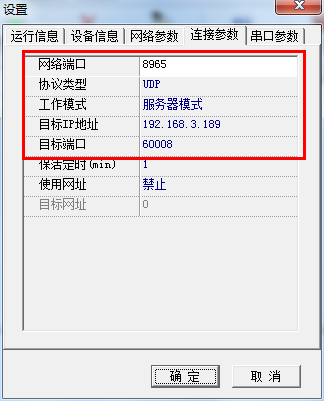 设置
运行信息 设备信息 网络参数 连接参数 串口参数
网络端口 8965
协议类型 UDP
工作模式 服务器模式
目标IP地址 192.168.3.189
目标端口 60008
保活定时(min) 1
使用网址 禁止
目标网址 0
确 定 取 消